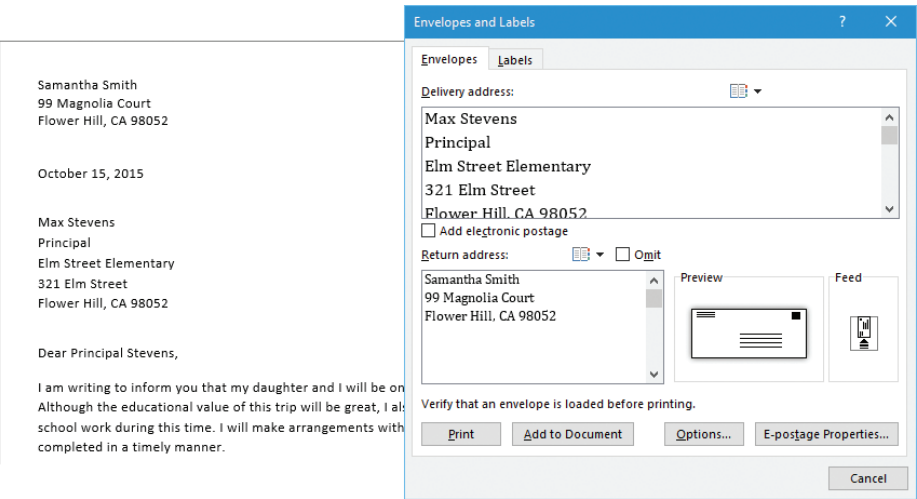 Samantha Smith
99 Magnolia Court
Flower Hill, CA 98052
October 15, 2015
Max Stevens
Principal
Elm Street Elementary
321 Elm Street
Flower Hill, CA 98052
Dear Principal Stevens,
I am writing to inform you that my daughter and I will be on
Although the educational value of this trip will be great, I al
school work during this time. I will make arrangements with
completed in a timely manner.
Envelopes and Labels
Envelopes Labels
Delivery address:
Max Stevens
Principal
Elm Street Elementary
321 Elm Street
Flower Hill, CA 98052
Add electronic postage
Return address: Omit
Samantha Smith
99 Magnolia Court
Flower Hill, CA 98052
Preview Feed
Verify that an envelope is loaded before printing.
Print Add to Document Options... E-postage Properties...
Cancel